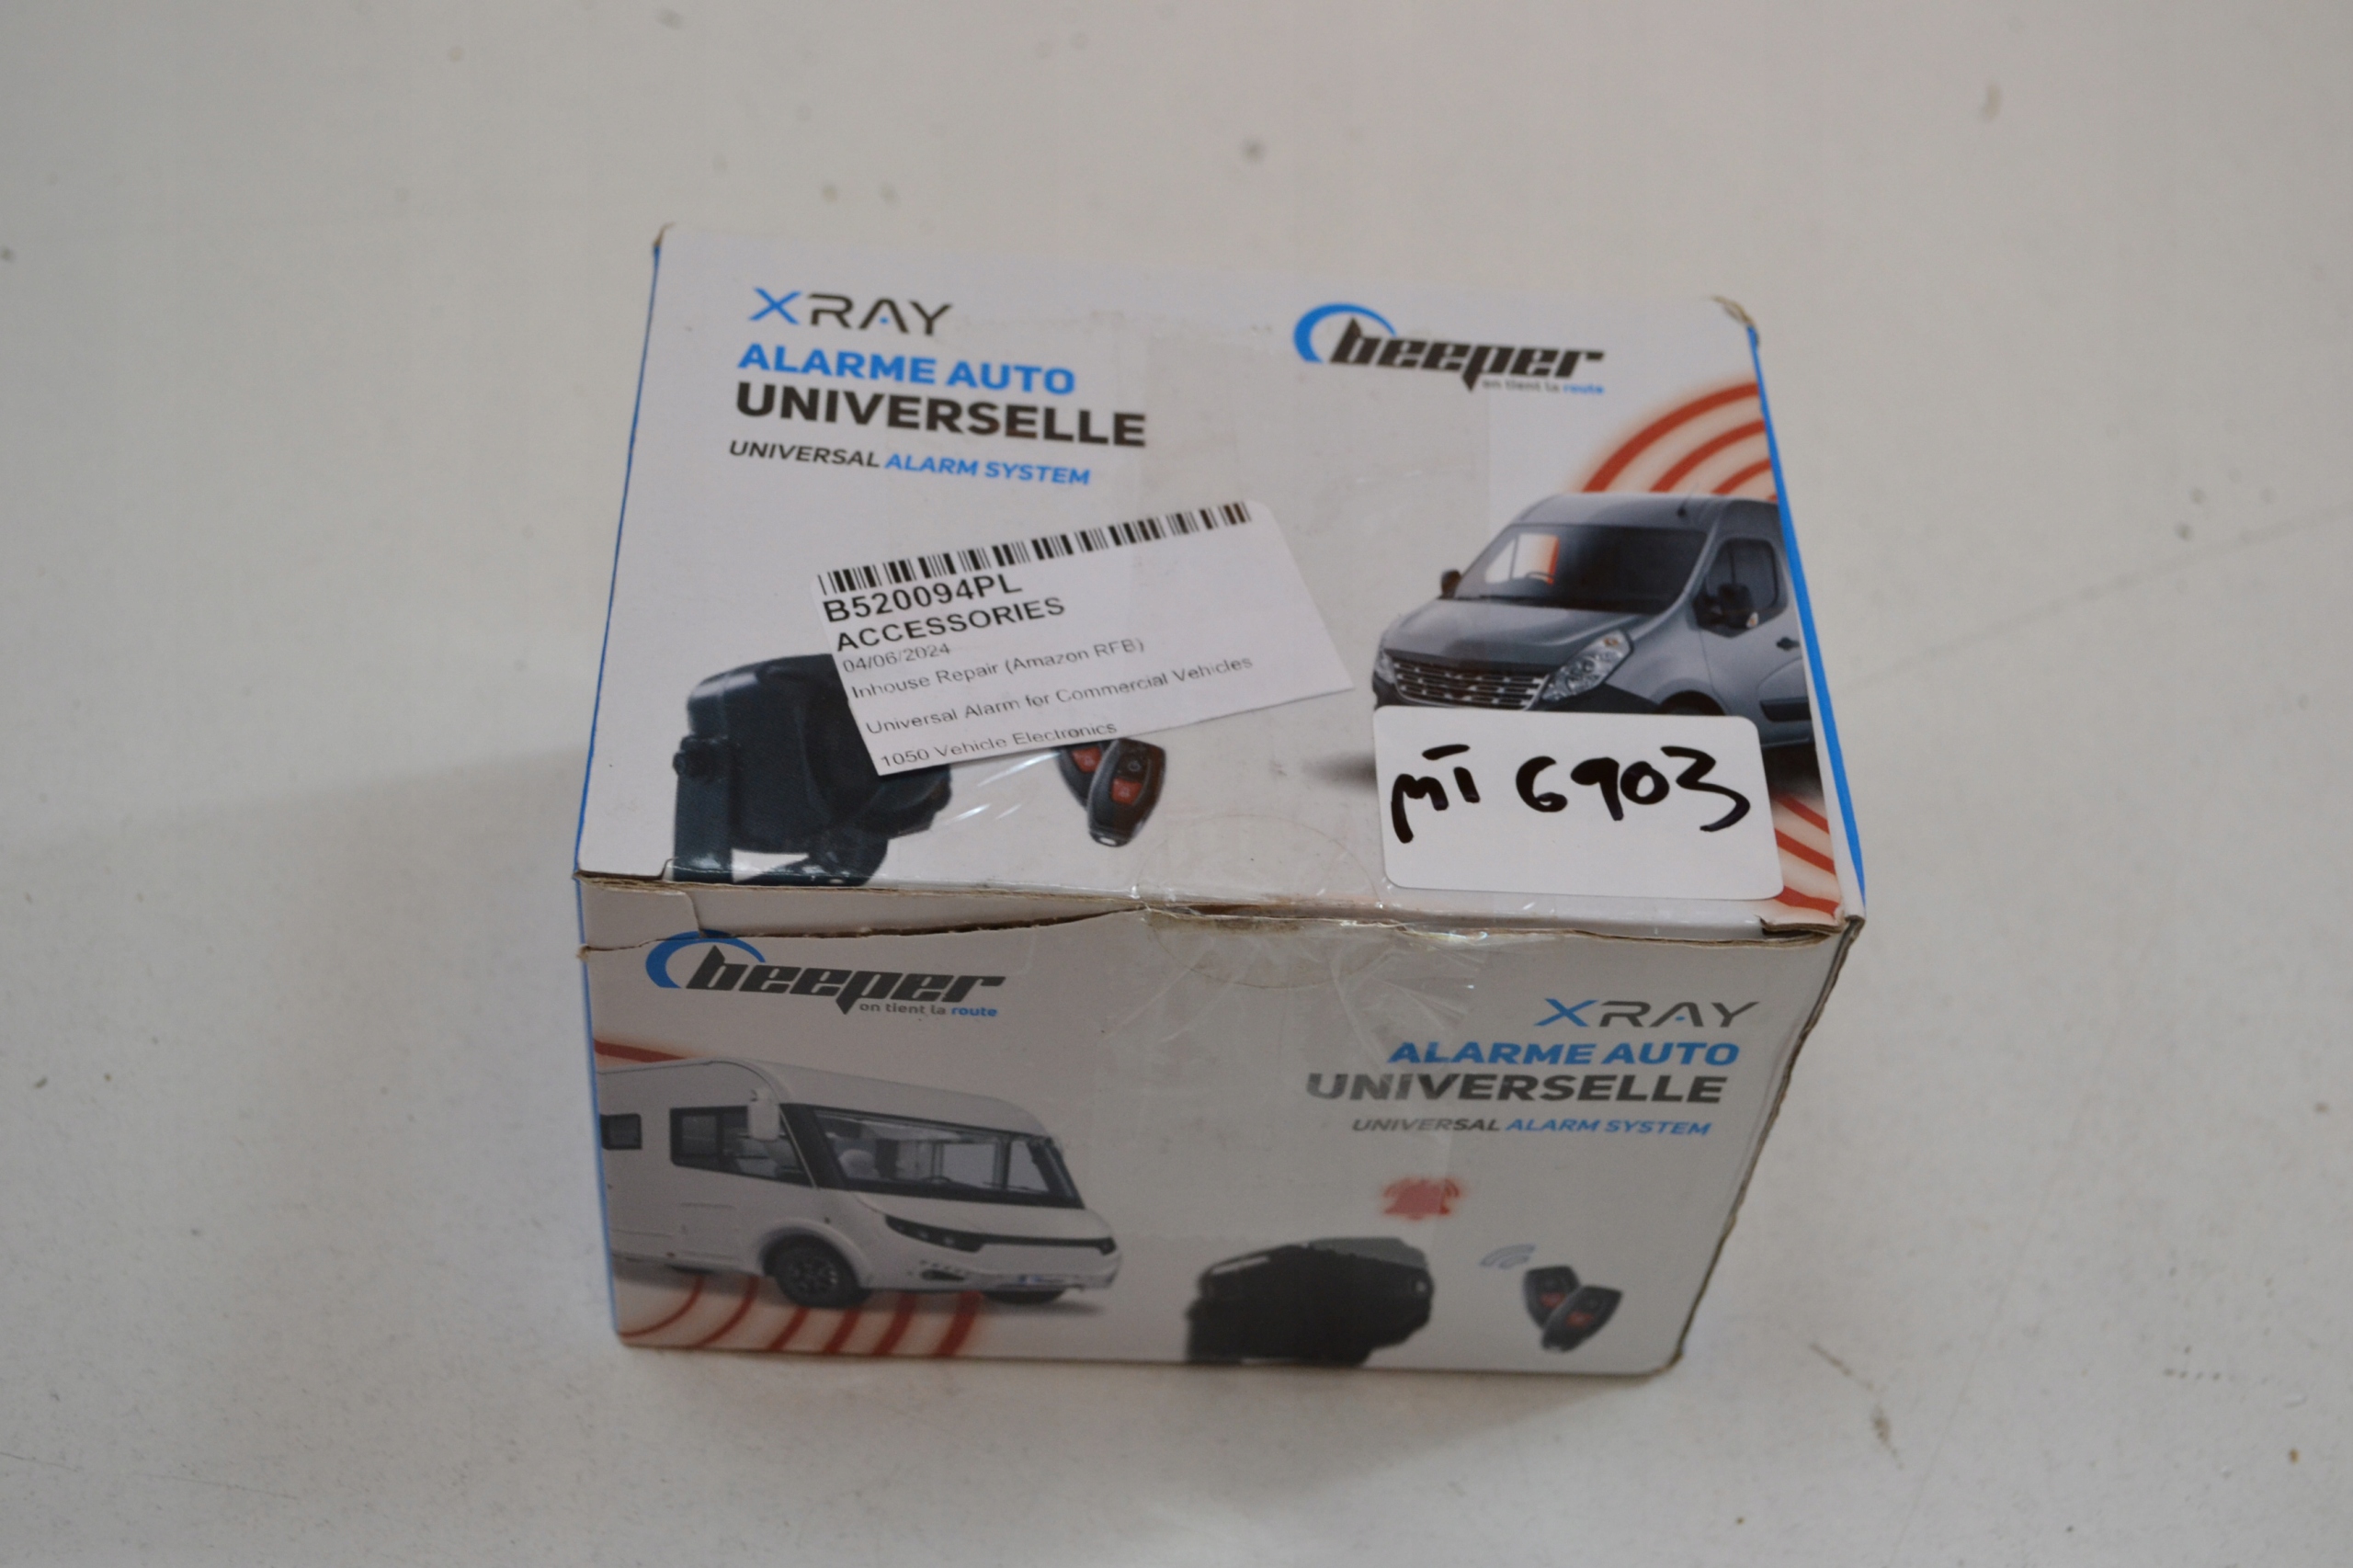 XRAY
ALARME AUTO
UNIVERSELLE
UNIVERSAL ALARM SYSTEM
beeper
on tient la route
B520094PL
ACCESSORIES
04/06/2024
Inhouse Repair (Amazon RFB)
Universal Alarm for Commercial Vehicles
1050 Vehicle Electronics
MI 6903
beeper
on tient la route
XRAY
ALARME AUTO
UNIVERSELLE
UNIVERSAL ALARM SYSTEM